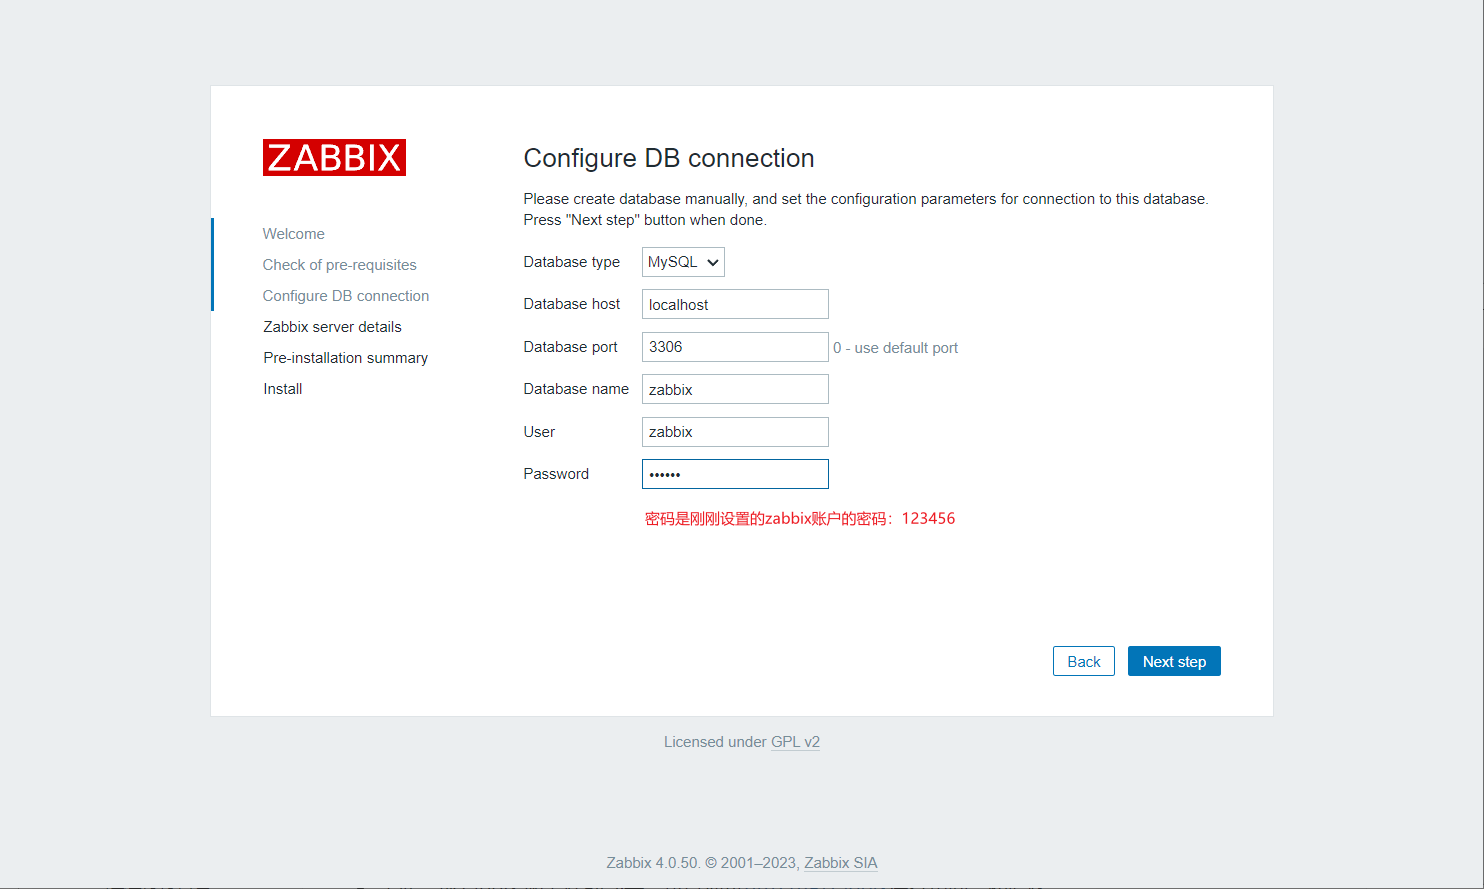 ZABBIX
Welcome
Check of pre-requisites
Configure DB connection
Zabbix server details
Pre-installation summary
Install
Configure DB connection
Please create database manually, and set the configuration parameters for connection to this database.
Press "Next step" button when done.
Database type MySQL
Database host localhost
Database port 3306 0 - use default port
Database name zabbix
User zabbix
Password ••••••
密码是刚刚设置的zabbix账户的密码：123456
Back Next step
Licensed under GPL v2
Zabbix 4.0.50. © 2001–2023, Zabbix SIA